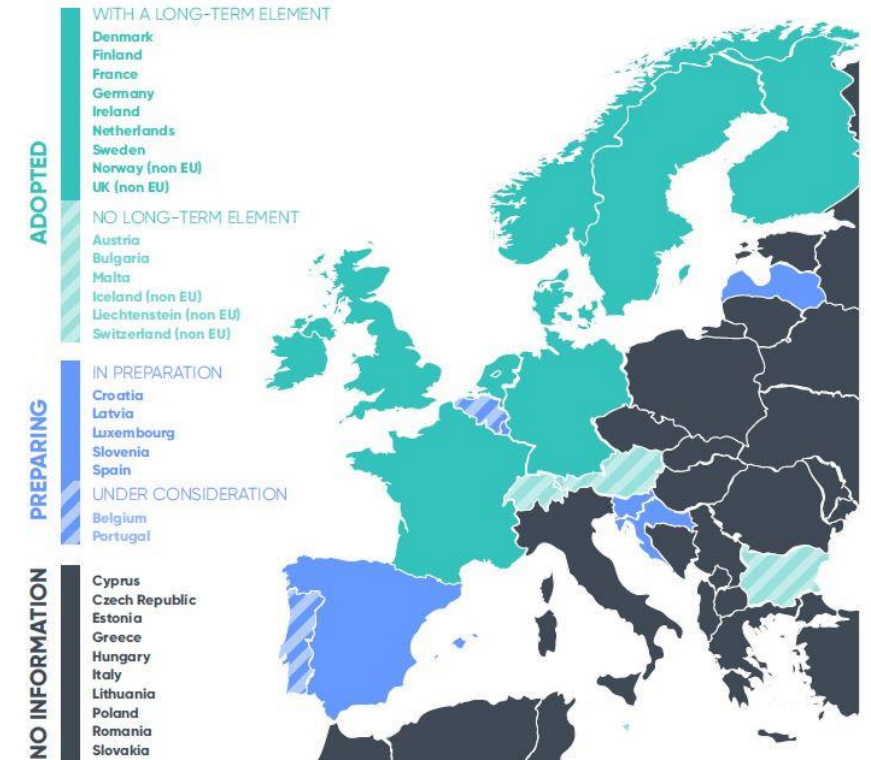 ADOPTED
WITH A LONG-TERM ELEMENT
Denmark
Finland
France
Germany
Ireland
Netherlands
Sweden
Norway (non EU)
UK (non EU)
NO LONG-TERM ELEMENT
Austria
Bulgaria
Malta
Iceland (non EU)
Liechtenstein (non EU)
Switzerland (non EU)
PREPARING
IN PREPARATION
Croatia
Latvia
Luxembourg
Slovenia
Spain
UNDER CONSIDERATION
Belgium
Portugal
NO INFORMATION
Cyprus
Czech Republic
Estonia
Greece
Hungary
Italy
Lithuania
Poland
Romania
Slovakia